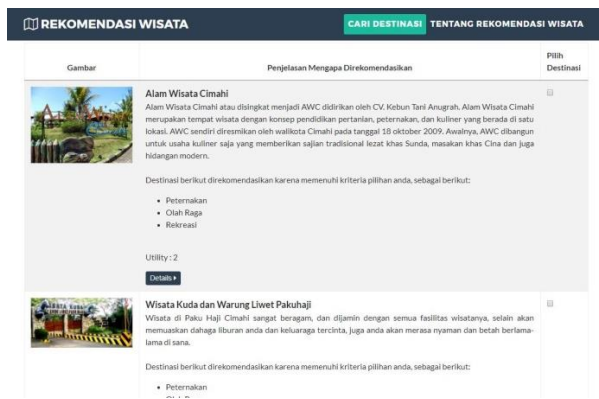 REKOMENDASI WISATA
CARI DESTINASI TENTANG REKOMENDASI WISATA
Gambar
Penjelasan Mengapa Direkomendasikan
Pilih
Destinasi
Alam Wisata Cimahi
Alam Wisata Cimahi atau disingkat menjadi AWC didirikan oleh CV. Kebun Tani Anugrah. Alam Wisata Cimahi
merupakan tempat wisata dengan konsep pendidikan pertanian, peternakan, dan kuliner yang berada di satu
lokasi. AWC sendiri diresmikan oleh walikota Cimahi pada tanggal 18 oktober 2009. Awalnya, AWC dibangun
untuk usaha kuliner saja yang memberikan sajian tradisional lezat khas Sunda, masakan khas Cina dan juga
hidangan modern.
Destinasi berikut direkomendasikan karena memenuhi kriteria pilihan anda, sebagai berikut:
• Peternakan
• Olah Raga
• Rekreasi
Utility : 2
Details
Wisata Kuda dan Warung Liwet Pakuhaji
Wisata di Paku Haji Cimahi sangat beragam, dan dijamin dengan semua fasilitas wisatanya, selain akan
memuaskan dahaga liburan anda dan keluaraga tercinta, juga anda akan merasa nyaman dan betah berlama-
lama di sana.
Destinasi berikut direkomendasikan karena memenuhi kriteria pilihan anda, sebagai berikut:
• Peternakan